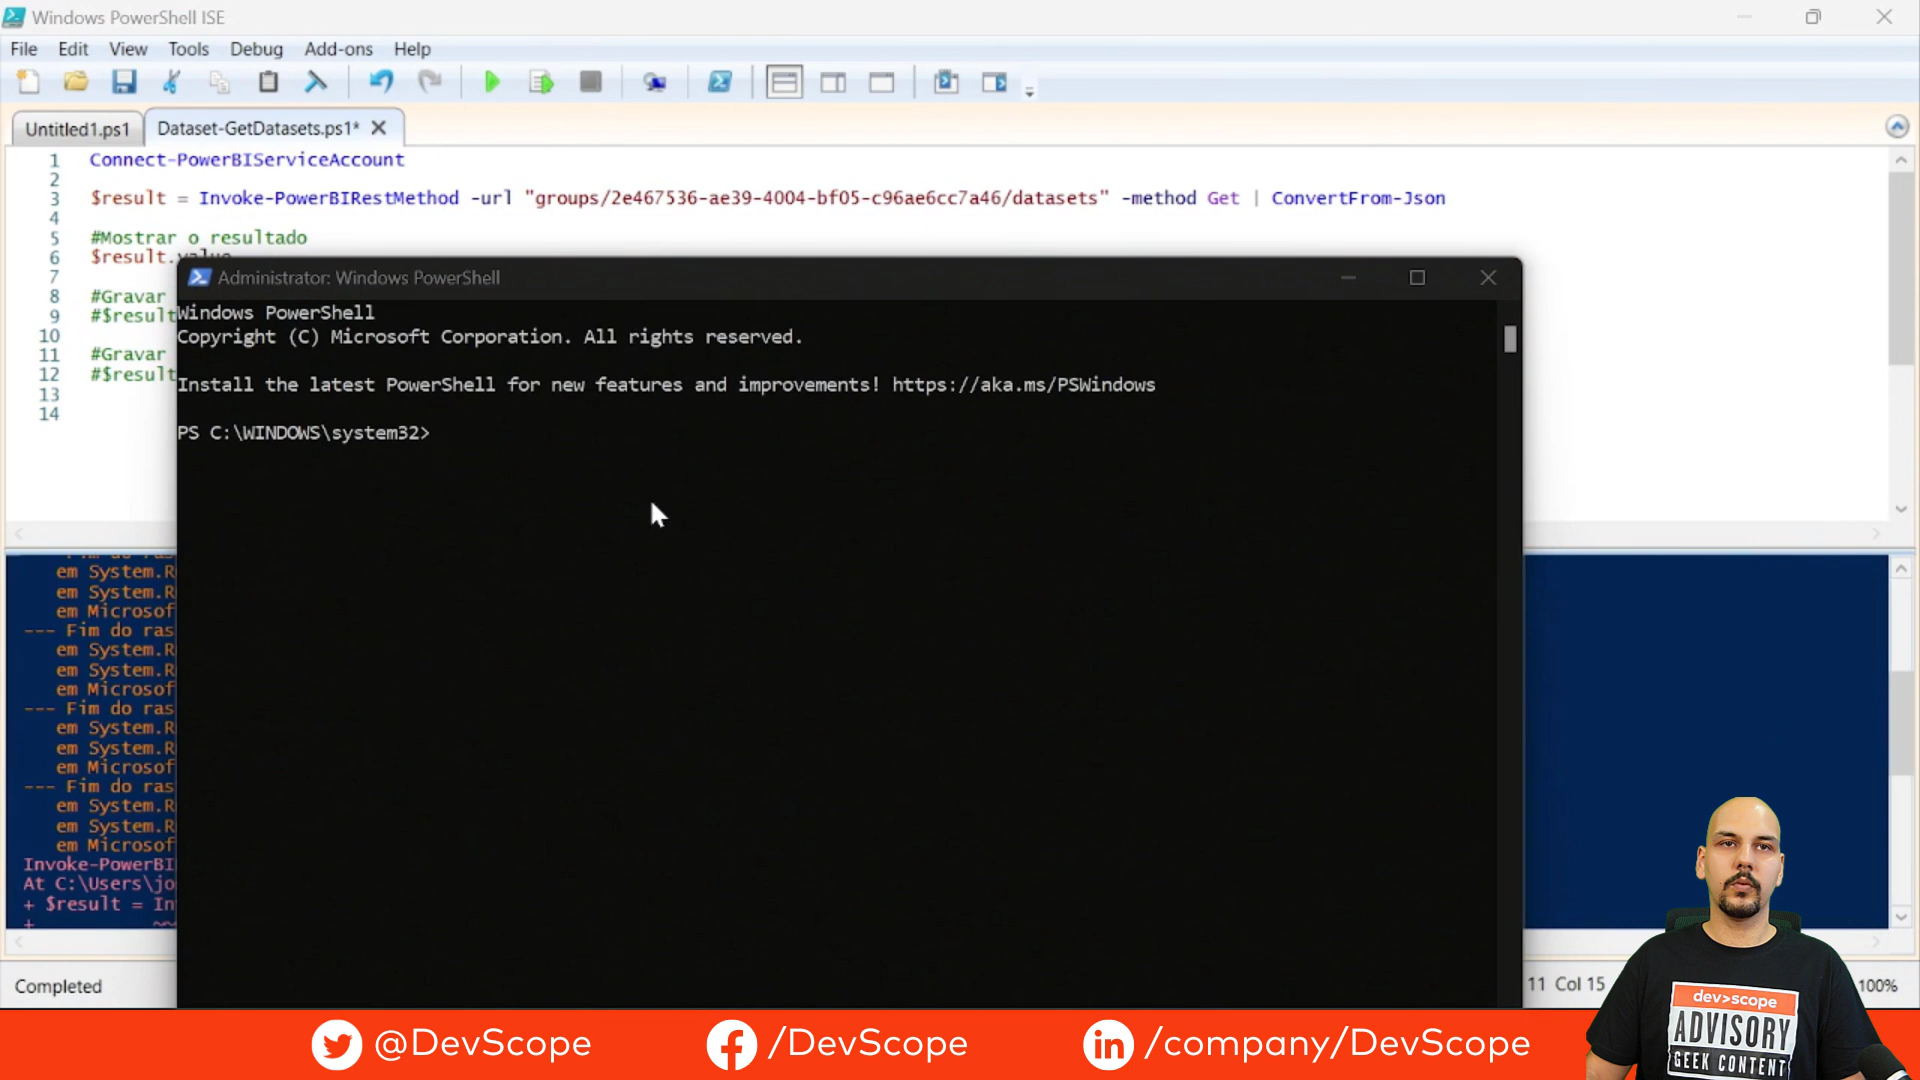 Windows PowerShell ISE
File Edit View Tools Debug Add-ons Help
Untitled1.ps1 Dataset-GetDatasets.ps1*
1 Connect-PowerBIServiceAccount
2
3 $result = Invoke-PowerBIRestMethod -url "groups/2e467536-ae39-4004-bf05-c96ae6cc7a46/datasets" -method Get | ConvertFrom-Json
4
5 #Mostrar o resultado
6 $result.value
7
8 #Gravar
9 #$result
10
11 #Gravar
12 #$result
13
14
Administrator: Windows PowerShell
Windows PowerShell
Copyright (C) Microsoft Corporation. All rights reserved.
Install the latest PowerShell for new features and improvements! https://aka.ms/PSWindows
PS C:\WINDOWS\system32>
em System.R
em System.R
em Microsof
--- Fim do ras
em System.R
em System.R
em Microsof
--- Fim do ras
em System.R
em System.R
em Microsof
--- Fim do ras
em System.R
em System.R
em Microsof
Invoke-PowerBI
At C:\Users\jo
+ $result = In
+ ~~
Completed
11 Col 15
100%
dev>scope
ADVISORY
GEEK CONTENT
@DevScope
/DevScope
/company/DevScope